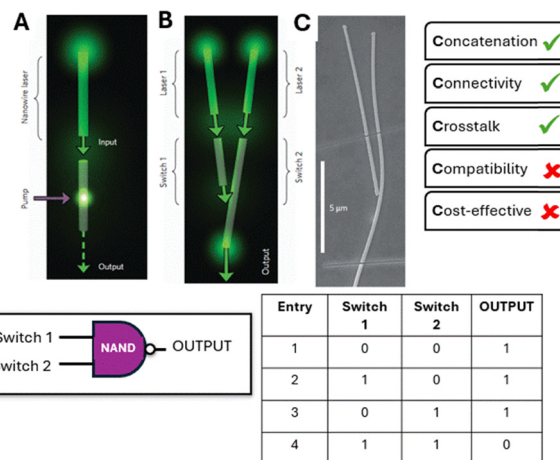 A
B
C
Nanowire laser
Input
Pump
Output
Laser 1
Laser 2
Switch 1
Switch 2
Output
5 µm
Concatenation
Connectivity
Crosstalk
Compatibility
Cost-effective
Switch 1
witch 2
NAND
OUTPUT
Entry Switch 1 Switch 2 OUTPUT
1 0 0 1
2 1 0 1
3 0 1 1
4 1 1 0